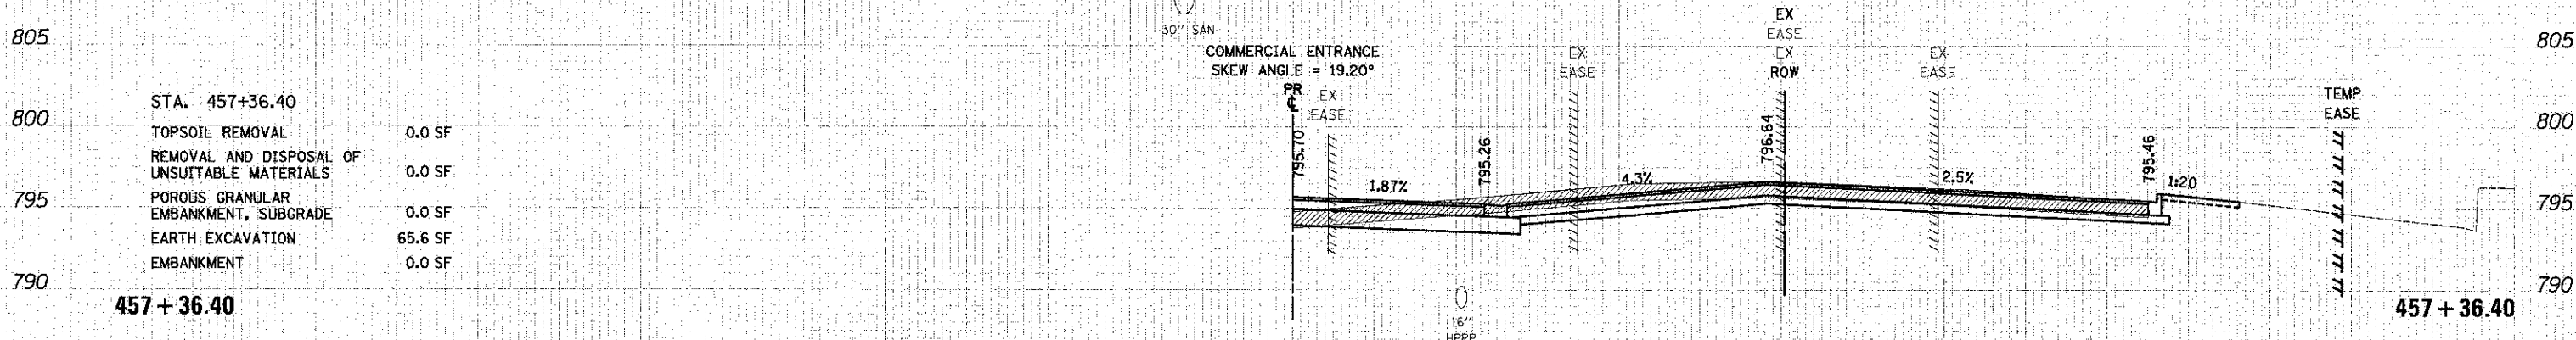 30" SAN
805
COMMERCIAL ENTRANCE
SKEW ANGLE = 19.20°
EX
EASE
EX
EASE
EX
ROW
EX
EASE
805
STA. 457+36.40
PR
℄
EX
EASE
TEMP
EASE
800
TOPSOIL REMOVAL 0.0 SF
800
REMOVAL AND DISPOSAL OF
UNSUITABLE MATERIALS 0.0 SF
795.70
795.26
796.64
795.46
1.87%
4.3%
2.5%
1:20
795
POROUS GRANULAR
EMBANKMENT, SUBGRADE 0.0 SF
795
EARTH EXCAVATION 65.6 SF
EMBANKMENT 0.0 SF
790
790
457+36.40
457+36.40
16"
HPPP